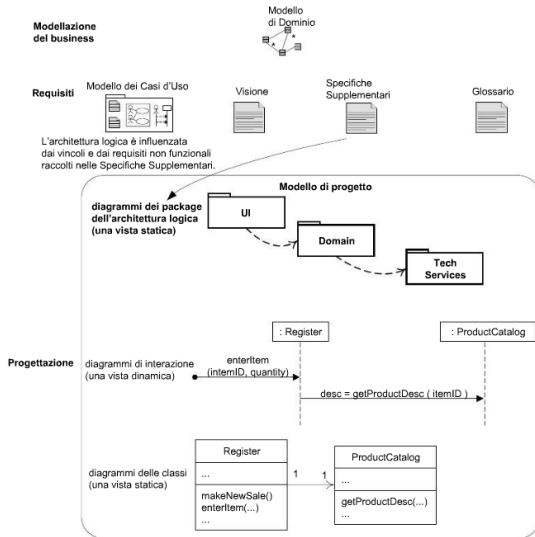 Modellazione
del business
Modello
di Dominio
*
*
Requisiti
Modello dei Casi d'Uso
Visione
Specifiche
Supplementari
Glossario
L'architettura logica è influenzata
dai vincoli e dai requisiti non funzionali
raccolti nelle Specifiche Supplementari.
Modello di progetto
diagrammi dei package
dell'architettura logica
(una vista statica)
UI
Domain
Tech
Services
: Register
: ProductCatalog
Progettazione
diagrammi di interazione
(una vista dinamica)
enterItem
(intemID, quantity)
desc = getProductDesc ( itemID )
diagrammi delle classi
(una vista statica)
Register
...
makeNewSale()
enterItem(...)
...
1
1
ProductCatalog
...
getProductDesc(...)
...